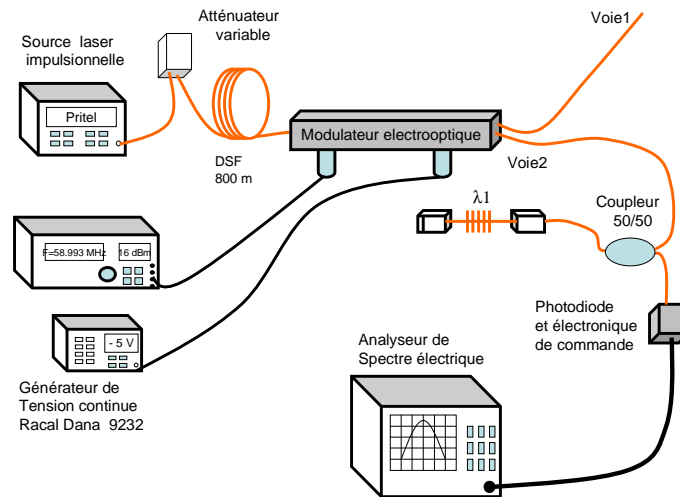 Source laser
impulsionnelle
Pritel
Atténuateur
variable
DSF
800 m
Modulateur electrooptique
Voie1
Voie2
λ1
Coupleur
50/50
F=58.993 MHz
16 dBm
- 5 V
Générateur de
Tension continue
Racal Dana 9232
Analyseur de
Spectre électrique
Photodiode
et électronique
de commande